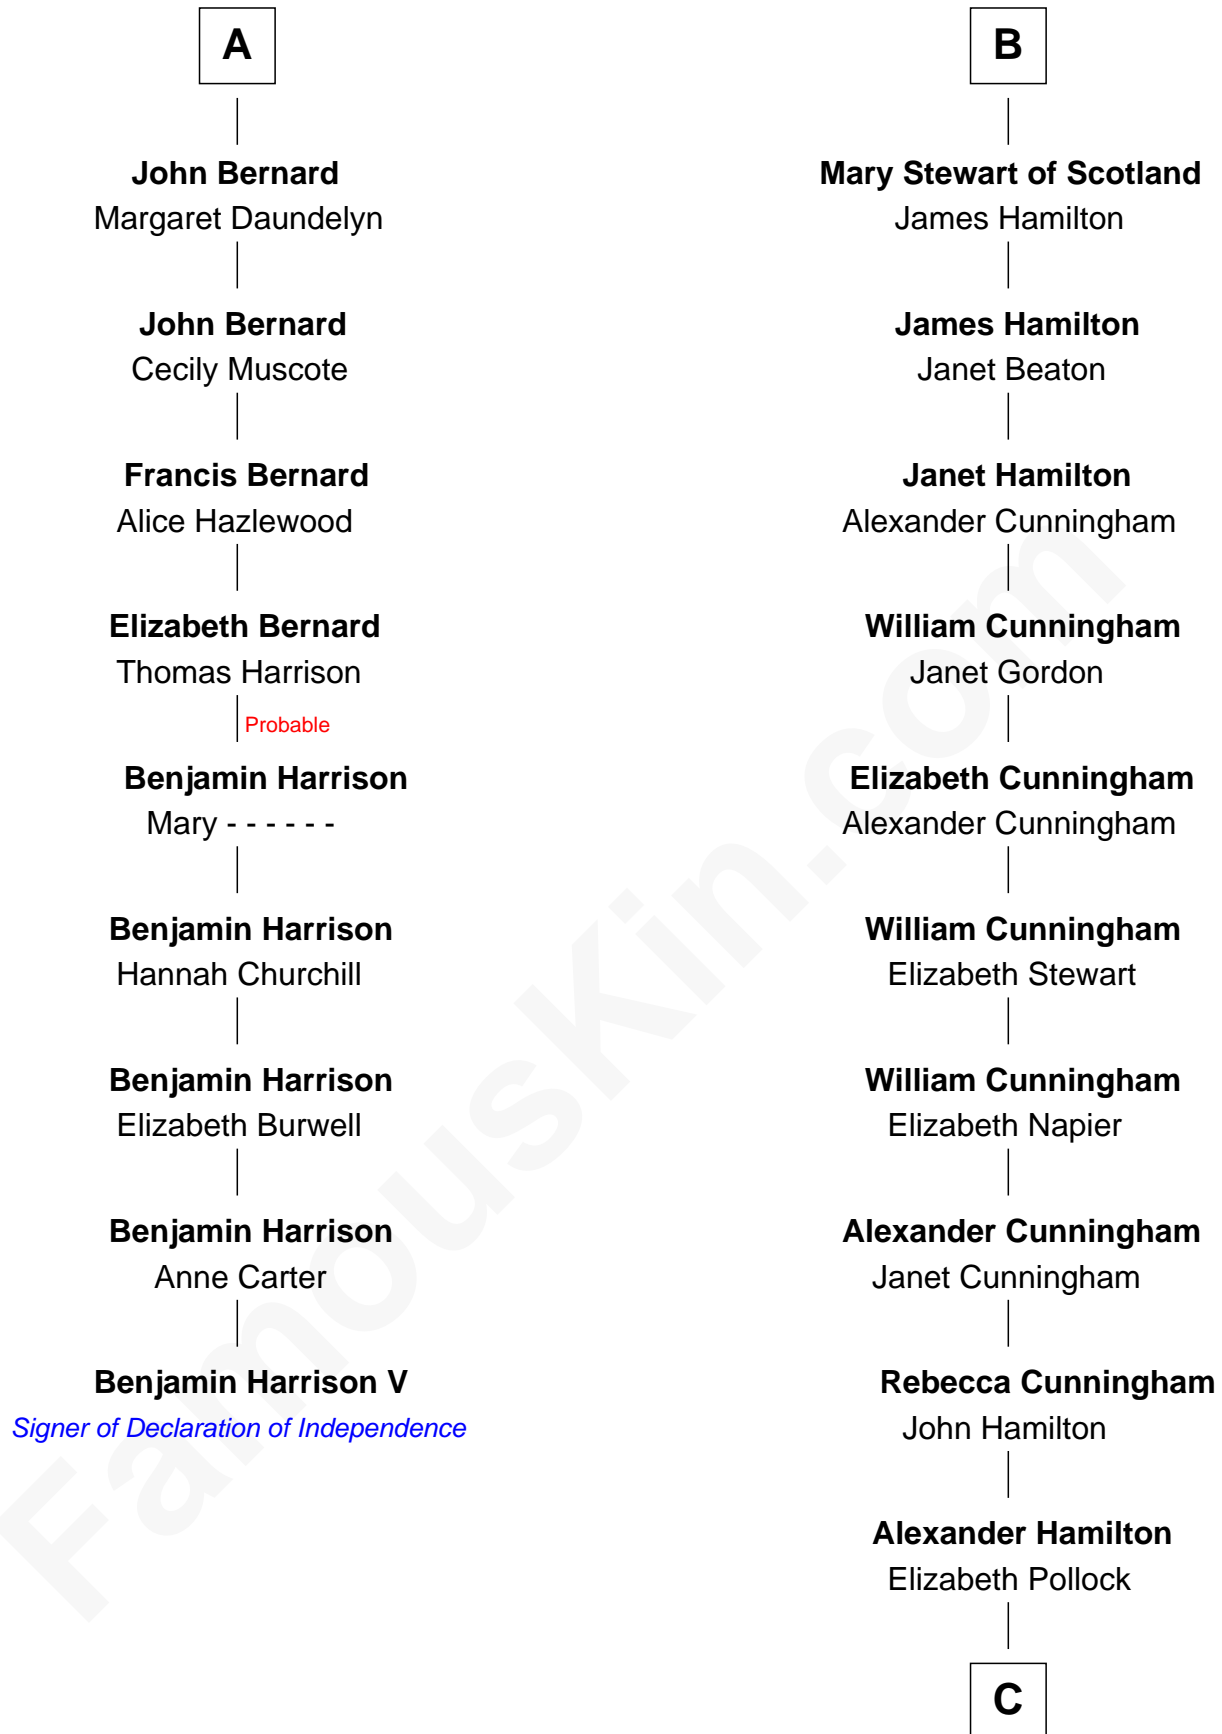 A
John Bernard
Margaret Daundelyn
John Bernard
Cecily Muscote
Francis Bernard
Alice Hazlewood
Elizabeth Bernard
Thomas Harrison
Probable
Benjamin Harrison
Mary - - - - - -
Benjamin Harrison
Hannah Churchill
Benjamin Harrison
Elizabeth Burwell
Benjamin Harrison
Anne Carter
Benjamin Harrison V
Signer of Declaration of Independence
B
Mary Stewart of Scotland
James Hamilton
James Hamilton
Janet Beaton
Janet Hamilton
Alexander Cunningham
William Cunningham
Janet Gordon
Elizabeth Cunningham
Alexander Cunningham
William Cunningham
Elizabeth Stewart
William Cunningham
Elizabeth Napier
Alexander Cunningham
Janet Cunningham
Rebecca Cunningham
John Hamilton
Alexander Hamilton
Elizabeth Pollock
C
FamousKin.com